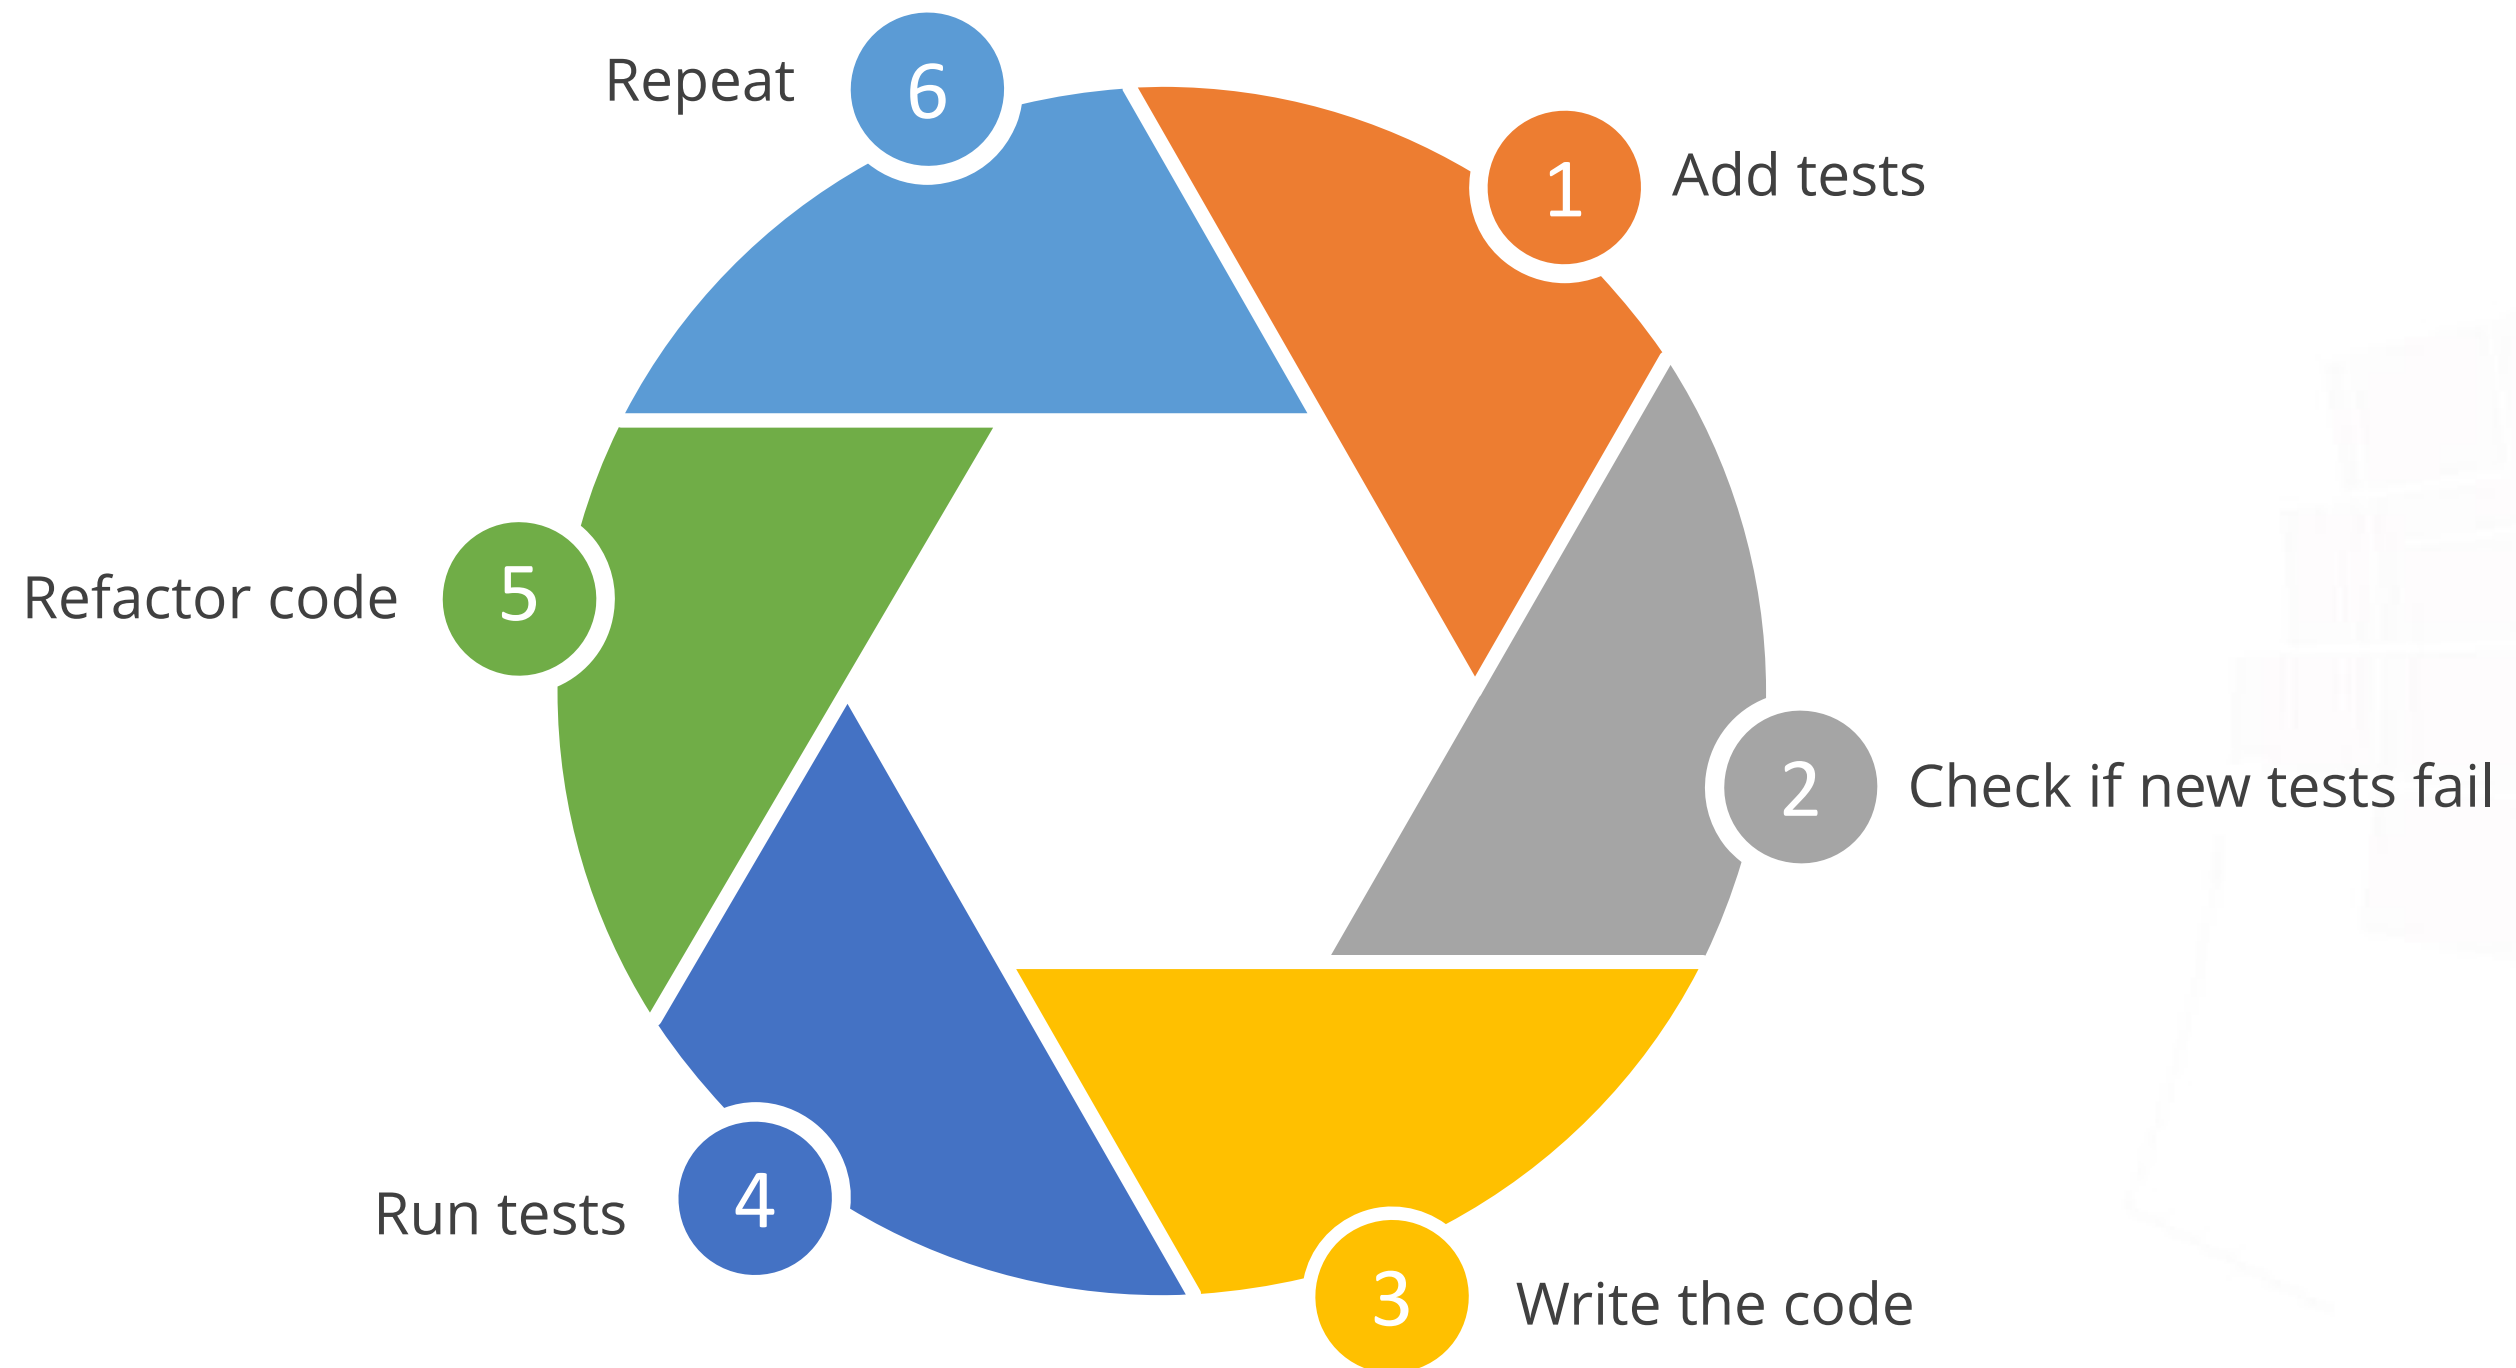 1
Add tests
2
Check if new tests fail
3
Write the code
4
Run tests
5
Refactor code
6
Repeat